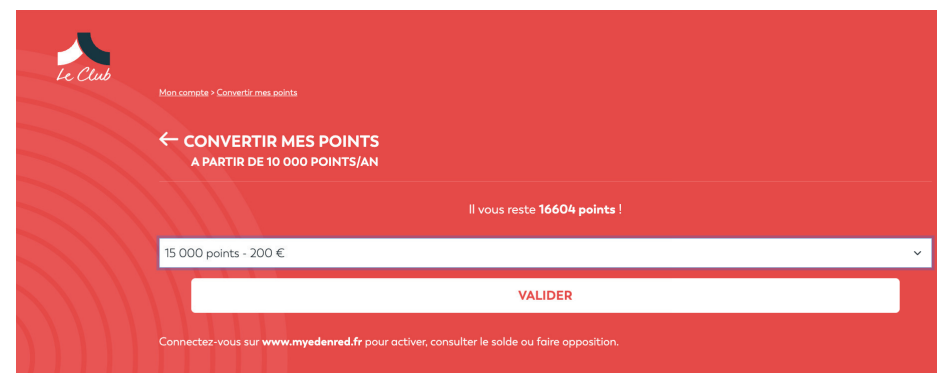 Le Club
Mon compte > Convertir mes points
← CONVERTIR MES POINTS
A PARTIR DE 10 000 POINTS/AN
Il vous reste 16604 points !
15 000 points - 200 €
VALIDER
Connectez-vous sur www.myedenred.fr pour activer, consulter le solde ou faire opposition.